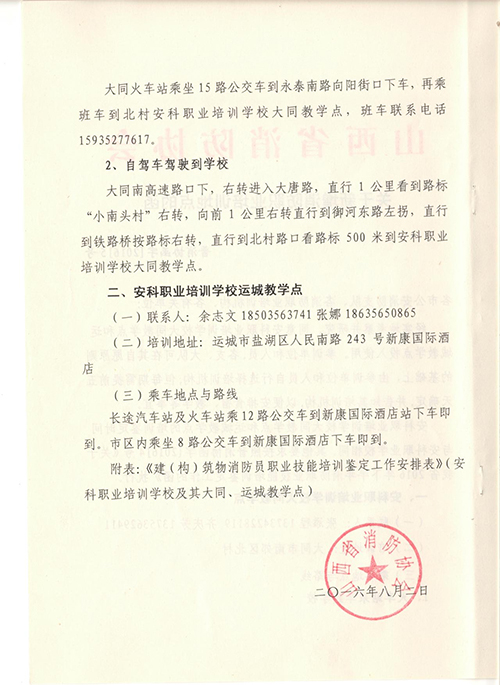 大同火车站乘坐15路公交车到永泰南路向阳街口下车，再乘
班车到北村安科职业培训学校大同教学点，班车联系电话
15935277617。
2、自驾车驾驶到学校
大同南高速路口下，右转进入大唐路，直行1公里看到路标
“小南头村”右转，向前1公里右转直行到御河东路左拐，直行
到铁路桥按路标右转，直行到北村路口看路标500米到安科职业
培训学校大同教学点。
二、安科职业培训学校运城教学点
（一）联系人：余志文 18503563741 张娜 18635650865
（二）培训地址：运城市盐湖区人民南路243号新康国际酒
店
（三）乘车地点与路线
长途汽车站及火车站乘12路公交车到新康国际酒店站下车即
到。市区内乘坐8路公交车到新康国际酒店下车即到。
附表：《建（构）筑物消防员职业技能培训鉴定工作安排表》（安
科职业培训学校及其大同、运城教学点）
山西省消防协会
二〇一六年八月二日